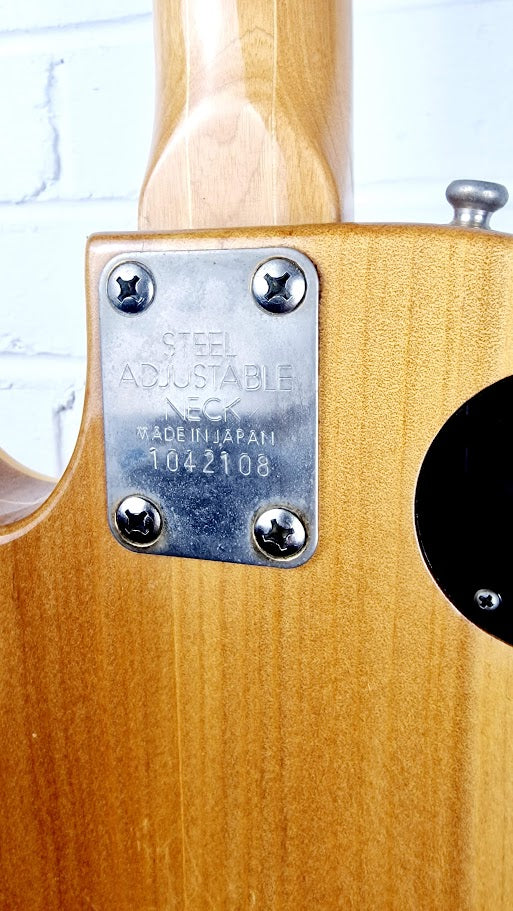 STEEL
ADJUSTABLE
NECK
MADE IN JAPAN
1042108